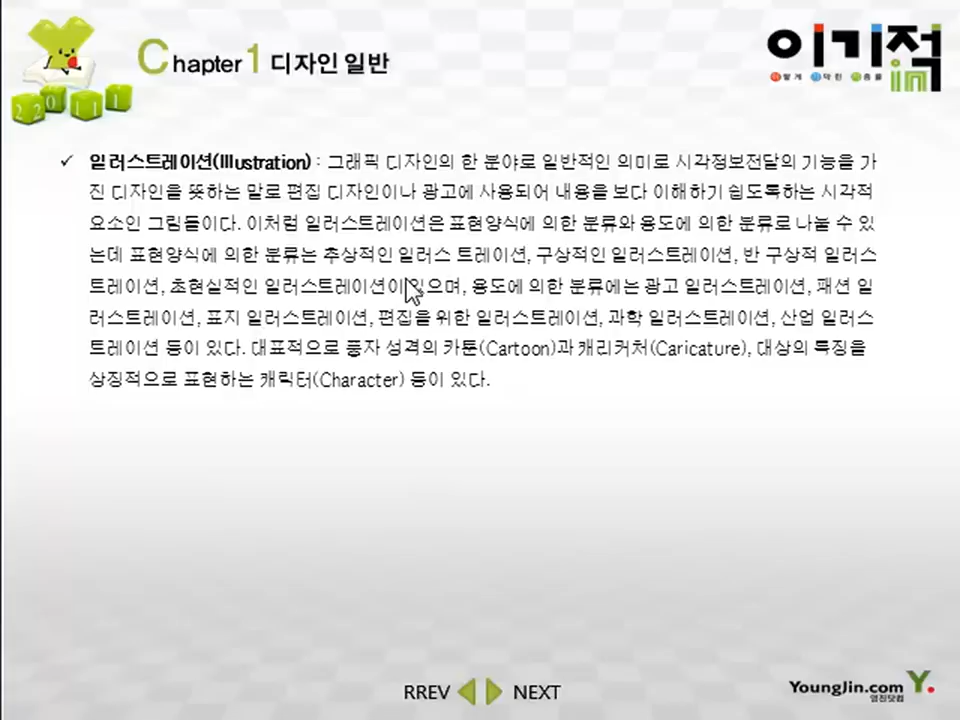 Chapter1 디자인 일반
이기적in
2 2 0 1 1 1
✓ 일러스트레이션(Illustration) : 그래픽 디자인의 한 분야로 일반적인 의미로 시각정보전달의 기능을 가
진 디자인을 뜻하는 말로 편집 디자인이나 광고에 사용되어 내용을 보다 이해하기 쉽도록하는 시각적
요소인 그림들이다. 이처럼 일러스트레이션은 표현양식에 의한 분류와 용도에 의한 분류로 나눌 수 있
는데 표현양식에 의한 분류는 추상적인 일러스 트레이션, 구상적인 일러스트레이션, 반 구상적 일러스
트레이션, 초현실적인 일러스트레이션이 있으며, 용도에 의한 분류에는 광고 일러스트레이션, 패션 일
러스트레이션, 표지 일러스트레이션, 편집을 위한 일러스트레이션, 과학 일러스트레이션, 산업 일러스
트레이션 등이 있다. 대표적으로 풍자 성격의 카툰(Cartoon)과 캐리커처(Caricature), 대상의 특징을
상징적으로 표현하는 캐릭터(Character) 등이 있다.
RREV NEXT
YoungJin.com Y.
영진닷컴